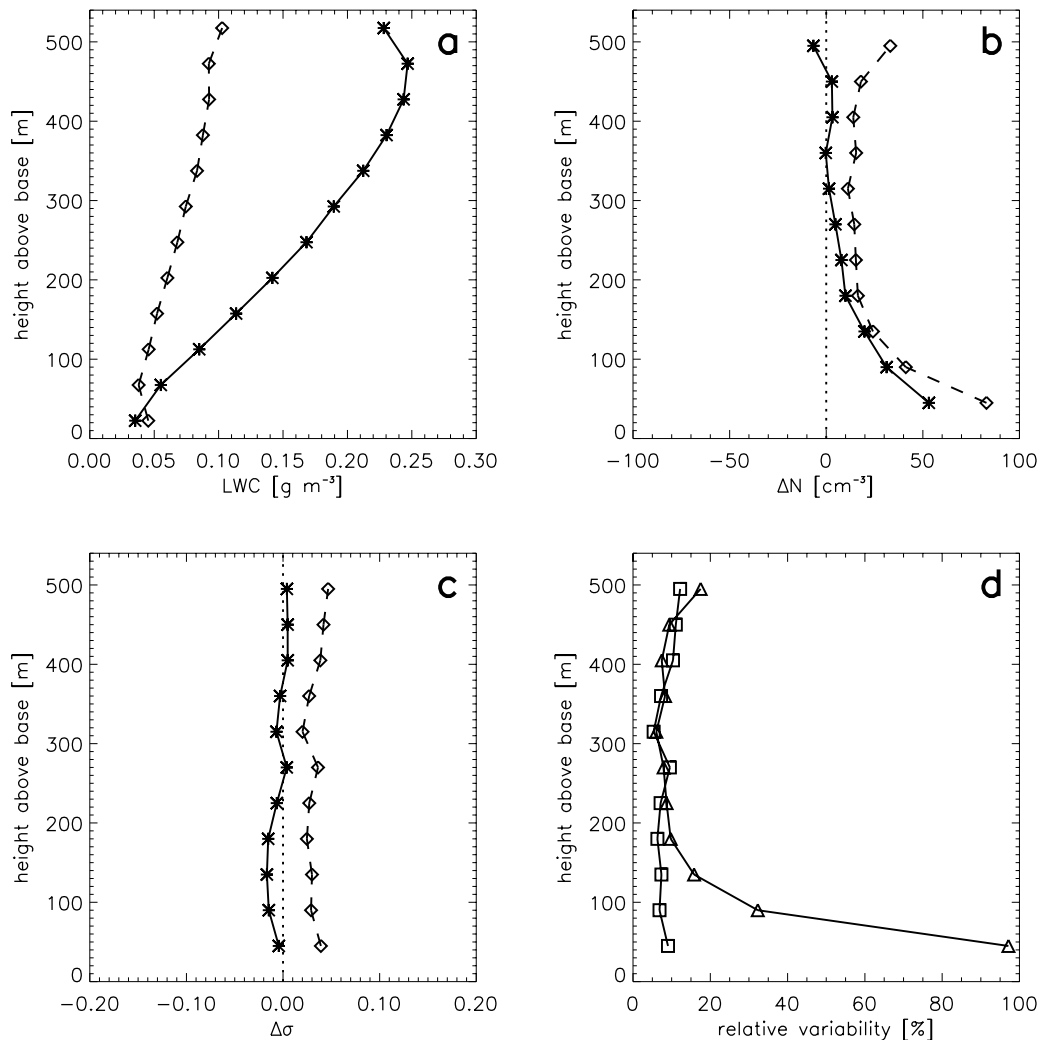 a
500
400
300
200
100
0
height above base [m]
0.00 0.05 0.10 0.15 0.20 0.25 0.30
LWC [g m⁻³]
b
500
400
300
200
100
0
height above base [m]
−100 −50 0 50 100
ΔN [cm⁻³]
c
500
400
300
200
100
0
height above base [m]
−0.20 −0.10 0.00 0.10 0.20
Δσ
d
500
400
300
200
100
0
height above base [m]
0 20 40 60 80 100
relative variability [%]